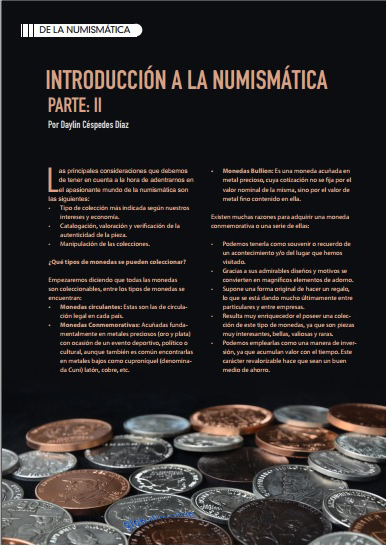 DE LA NUMISMÁTICA
INTRODUCCIÓN A LA NUMISMÁTICA
PARTE: II
Por Daylin Céspedes Díaz
Las principales consideraciones que debemos
de tener en cuenta a la hora de adentrarnos en
el apasionante mundo de la numismática son
las siguientes:
• Tipo de colección más indicada según nuestros
intereses y economía.
• Catalogación, valoración y verificación de la
autenticidad de la pieza.
• Manipulación de las colecciones.
¿Qué tipos de monedas se pueden coleccionar?
Empezaremos diciendo que todas las monedas
son coleccionables, entre los tipos de monedas se
encuentran:
• Monedas circulantes: Estas son las de circula-
ción legal en cada país.
• Monedas Conmemorativas: Acuñadas funda-
mentalmente en metales preciosos (oro y plata)
con ocasión de un evento deportivo, político o
cultural, aunque también es común encontrarlas
en metales bajos como cuproníquel (denomina-
da Cuni) latón, cobre, etc.
• Monedas Bullion: Es una moneda acuñada en
metal precioso, cuya cotización no se fija por el
valor nominal de la misma, sino por el valor de
metal fino contenido en ella.
Existen muchas razones para adquirir una moneda
conmemorativa o una serie de ellas:
• Podemos tenerla como souvenir o recuerdo de
un acontecimiento y/o del lugar que hemos
visitado.
• Gracias a sus admirables diseños y motivos se
convierten en magníficos elementos de adorno.
• Supone una forma original de hacer un regalo,
lo que se está dando mucho últimamente entre
particulares y entre empresas.
• Resulta muy enriquecedor el poseer una colec-
ción de este tipo de monedas, ya que son piezas
muy interesantes, bellas, valiosas y raras.
• Podemos emplearlas como una manera de inver-
sión, ya que acumulan valor con el tiempo. Este
carácter revalorizable hace que sean un buen
medio de ahorro.